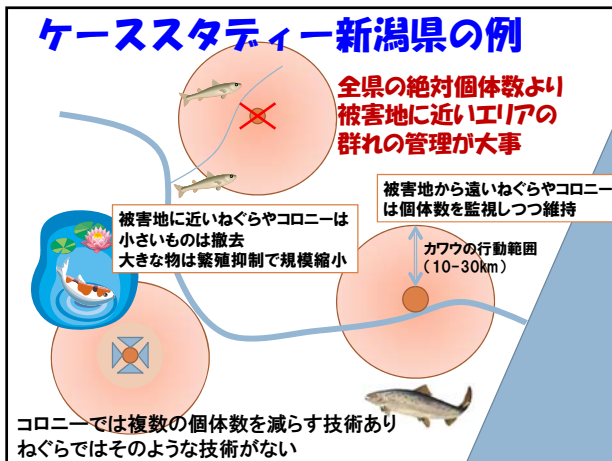 ケーススタディー新潟県の例
全県の絶対個体数より
被害地に近いエリアの
群れの管理が大事
被害地から遠いねぐらやコロニー
は個体数を監視しつつ維持
被害地に近いねぐらやコロニーは
小さいものは撤去
大きな物は繁殖抑制で規模縮小
カワウの行動範囲
（10-30km）
コロニーでは複数の個体数を減らす技術あり
ねぐらではそのような技術がない